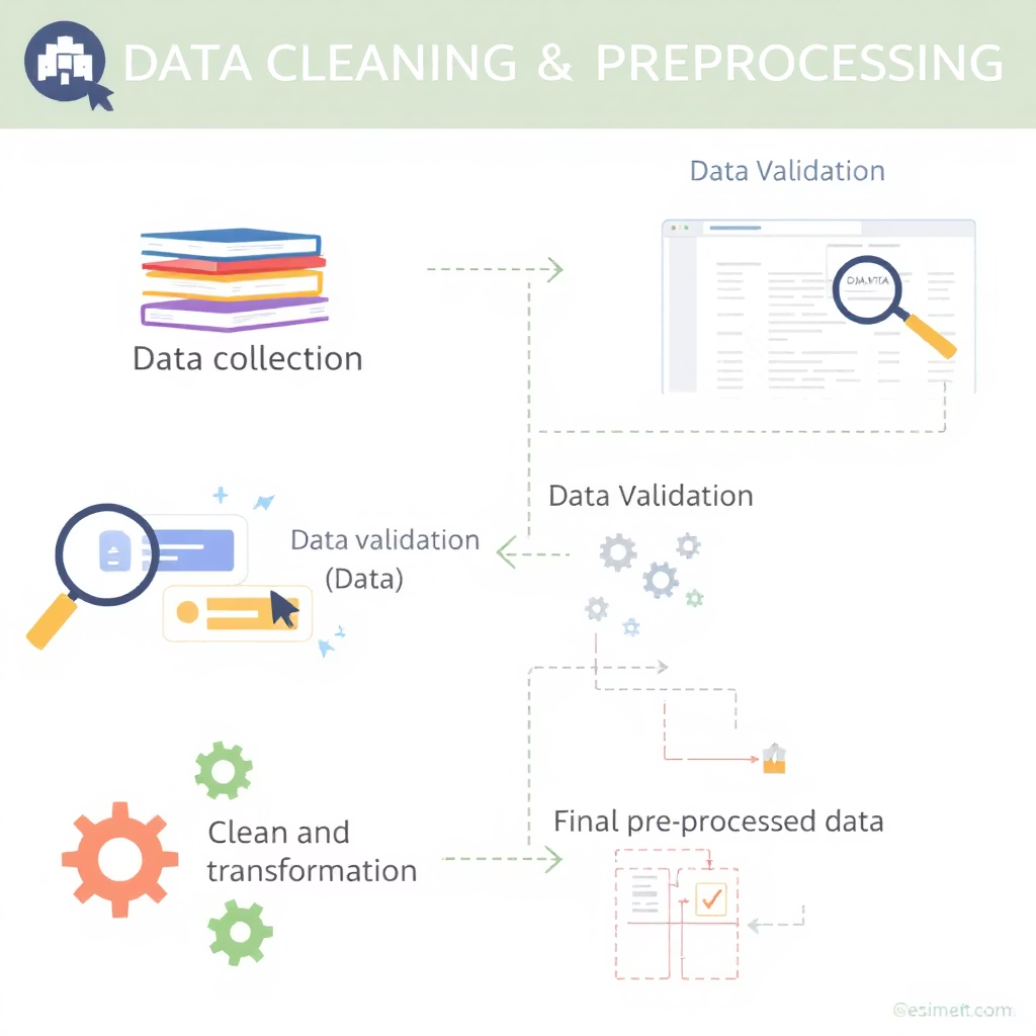 DATA CLEANING & PREPROCESSING
Data Validation
Data collection
Data Validation
Data validation
(Data)
Clean and
transformation
Final pre-processed data